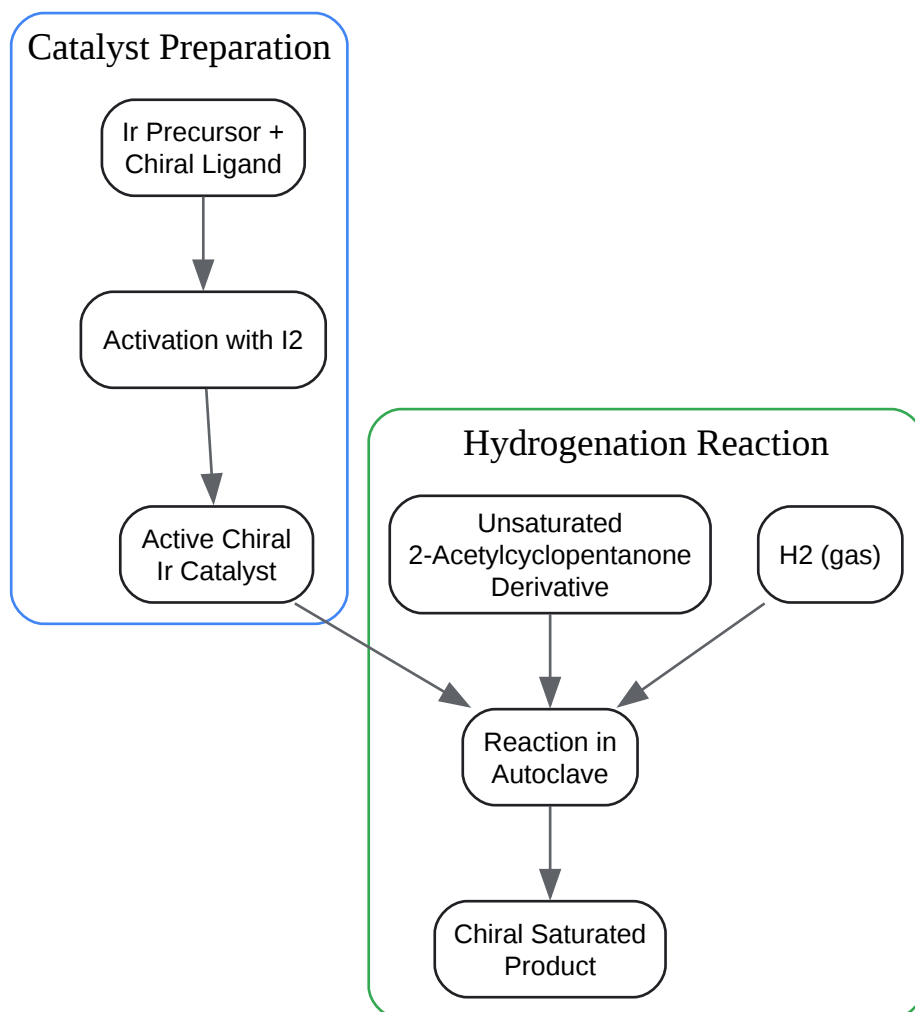 Catalyst Preparation
Ir Precursor +
Chiral Ligand
Activation with I2
Active Chiral
Ir Catalyst
Hydrogenation Reaction
Unsaturated
2-Acetylcyclopentanone
Derivative
H2 (gas)
Reaction in
Autoclave
Chiral Saturated
Product